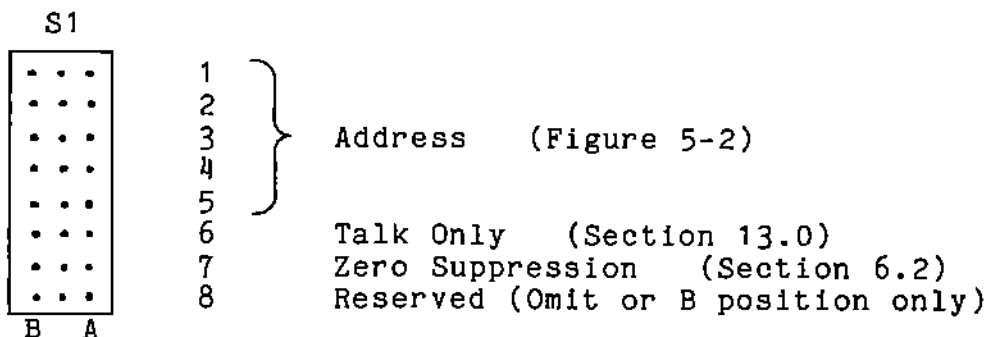 S1
1
2
3 Address (Figure 5-2)
4
5
6 Talk Only (Section 13.0)
7 Zero Suppression (Section 6.2)
8 Reserved (Omit or B position only)
B A